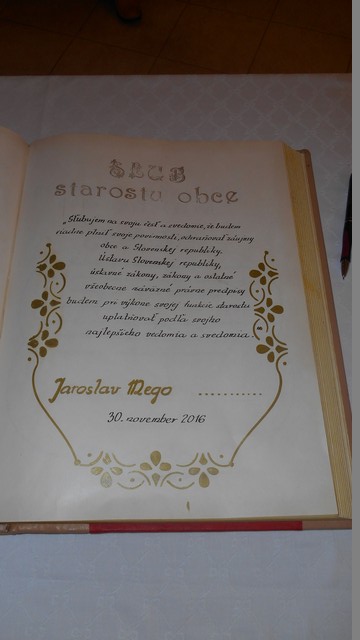 SĽUB
starostu obce
„Sľubujem na svoju česť a svedomie, že budem
riadne plniť svoje povinnosti, ochraňovať záujmy
obce a Slovenskej republiky.
Ústavu Slovenskej republiky,
ústavné zákony, zákony a ostatné
všeobecne záväzné právne predpisy
budem pri výkone svojej funkcie starostu
uplatňovať podľa svojho
najlepšieho vedomia a svedomia.
Jaroslav Mego ............
30. november 2016